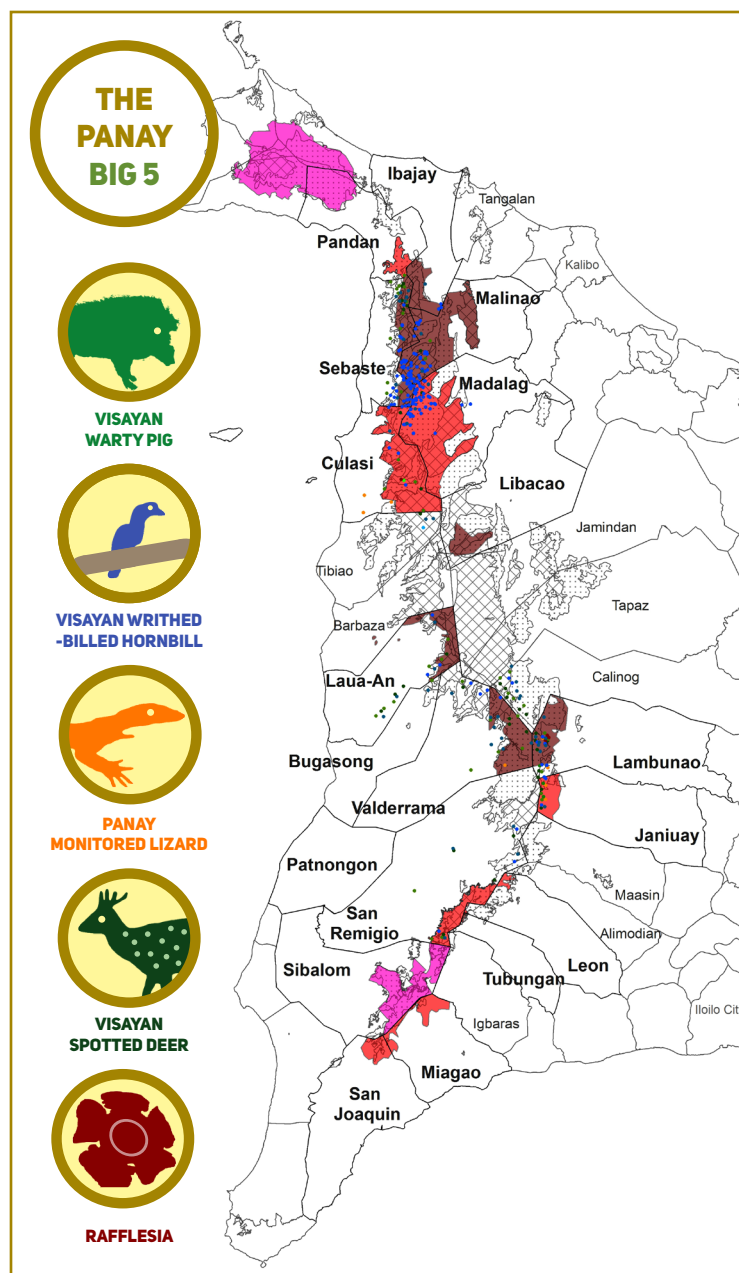 THE
PANAY
BIG 5
VISAYAN
WARTY PIG
VISAYAN WRITHED
-BILLED HORNBILL
PANAY
MONITORED LIZARD
VISAYAN
SPOTTED DEER
RAFFLESIA
Ibajay
Tangalan
Pandan
Kalibo
Malinao
Sebaste
Madalag
Culasi
Libacao
Jamindan
Tibiao
Tapaz
Barbaza
Calinog
Laua-An
Bugasong
Lambunao
Valderrama
Janiuay
Patnongon
Maasin
San
Remigio
Alimodian
Sibalom
Leon
Tubungan
Iloilo Cit
Igbaras
Miagao
San
Joaquin